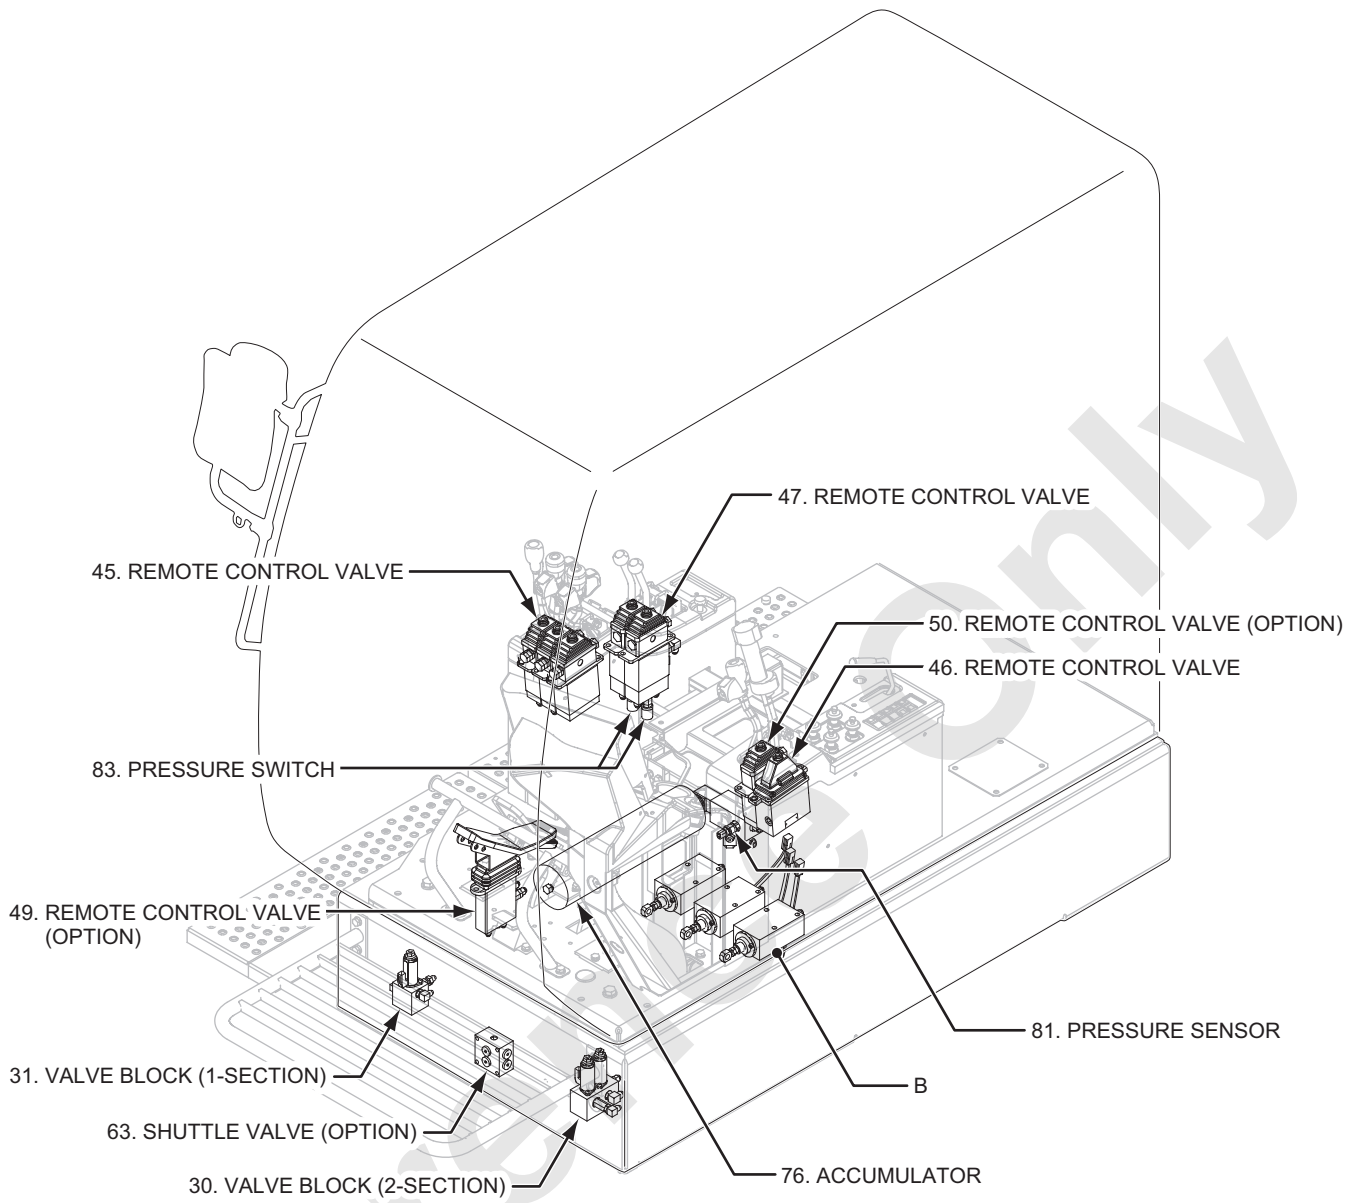 47. REMOTE CONTROL VALVE
45. REMOTE CONTROL VALVE
50. REMOTE CONTROL VALVE (OPTION)
46. REMOTE CONTROL VALVE
83. PRESSURE SWITCH
49. REMOTE CONTROL VALVE
(OPTION)
81. PRESSURE SENSOR
31. VALVE BLOCK (1-SECTION)
B
63. SHUTTLE VALVE (OPTION)
76. ACCUMULATOR
30. VALVE BLOCK (2-SECTION)
Only